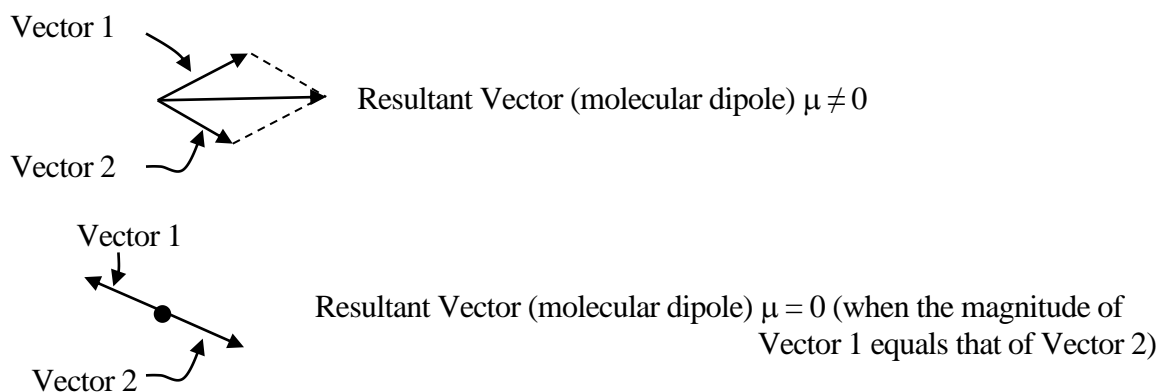 Vector 1
Resultant Vector (molecular dipole) μ ≠ 0
Vector 2
Vector 1
Resultant Vector (molecular dipole) μ = 0 (when the magnitude of
Vector 1 equals that of Vector 2)
Vector 2